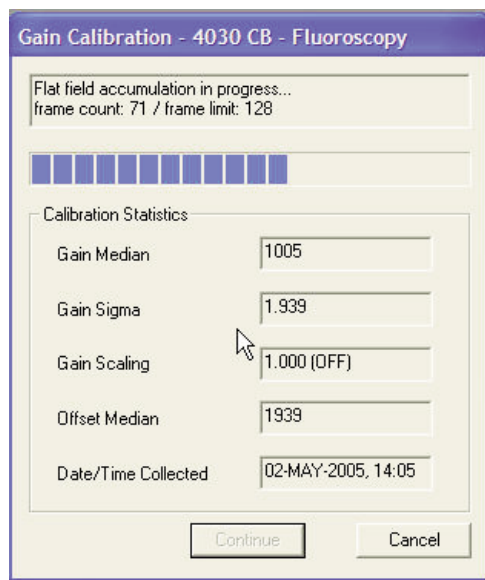 Gain Calibration - 4030 CB - Fluoroscopy
Flat field accumulation in progress...
frame count: 71 / frame limit: 128
Calibration Statistics
Gain Median 1005
Gain Sigma 1.939
Gain Scaling 1.000 (OFF)
Offset Median 1939
Date/Time Collected 02-MAY-2005, 14:05
Continue Cancel